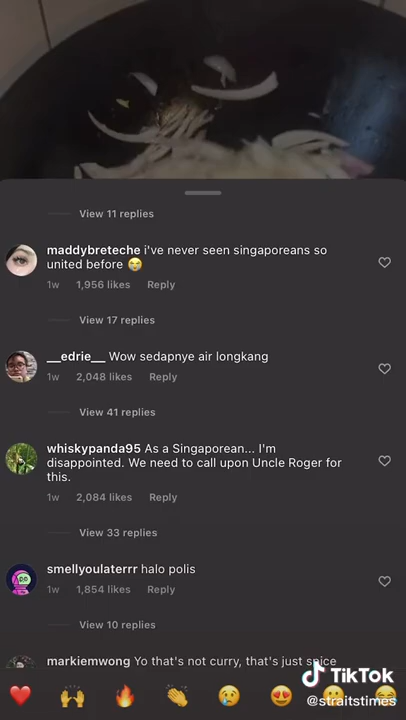 View 11 replies
maddybreteche i've never seen singaporeans so
united before 😭
1w 1,956 likes Reply
View 17 replies
__edrie__ Wow sedapnye air longkang
1w 2,048 likes Reply
View 41 replies
whiskypanda95 As a Singaporean... I'm
disappointed. We need to call upon Uncle Roger for
this.
1w 2,084 likes Reply
View 33 replies
smellyoulaterrr halo polis
1w 1,854 likes Reply
View 10 replies
markiemwong Yo that's not curry, that's just spice
TikTok
@straitstimes